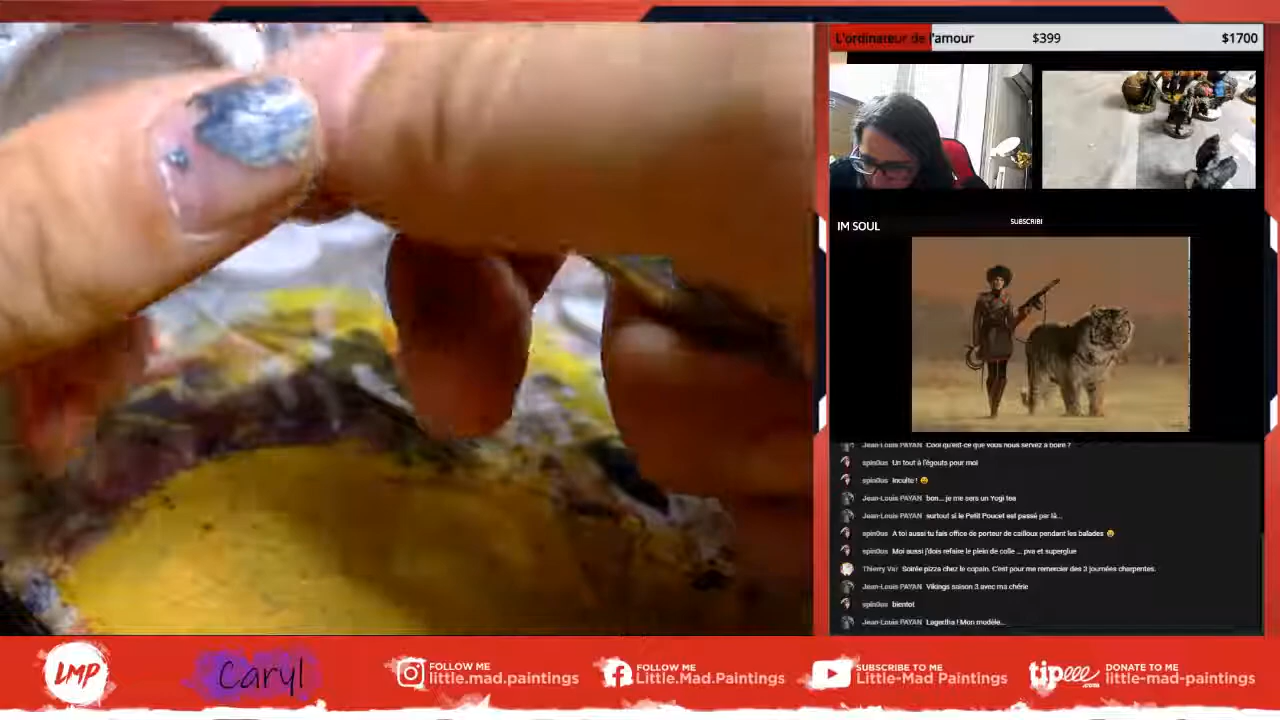 L'ordinateur de l'amour $399 $1700
IM SOUL
SUBSCRIBE
Jean-Louis PAYAN Cool qu'est-ce que vous nous servez à boire ?
spin0us Un tout à l'égouts pour moi
spin0us Inculte !
Jean-Louis PAYAN bon... je me sers un Yogi tea
Jean-Louis PAYAN surtout si le Petit Poucet est passé par là...
spin0us A toi aussi tu fais office de porteur de cailloux pendant les balades
spin0us Moi aussi j'dois refaire le plein de colle ... pva et superglue
Thierry Var Soirée pizza chez le copain. C'est pour me remercier des 3 journées charpentes.
Jean-Louis PAYAN Vikings saison 3 avec ma chérie
spin0us bientot
Jean-Louis PAYAN Lagertha ! Mon modèle...
LMP
Caryl
FOLLOW ME
little.mad.paintings
FOLLOW ME
Little.Mad.Paintings
SUBSCRIBE TO ME
Little-Mad Paintings
tipeee.com
DONATE TO ME
little-mad-paintings